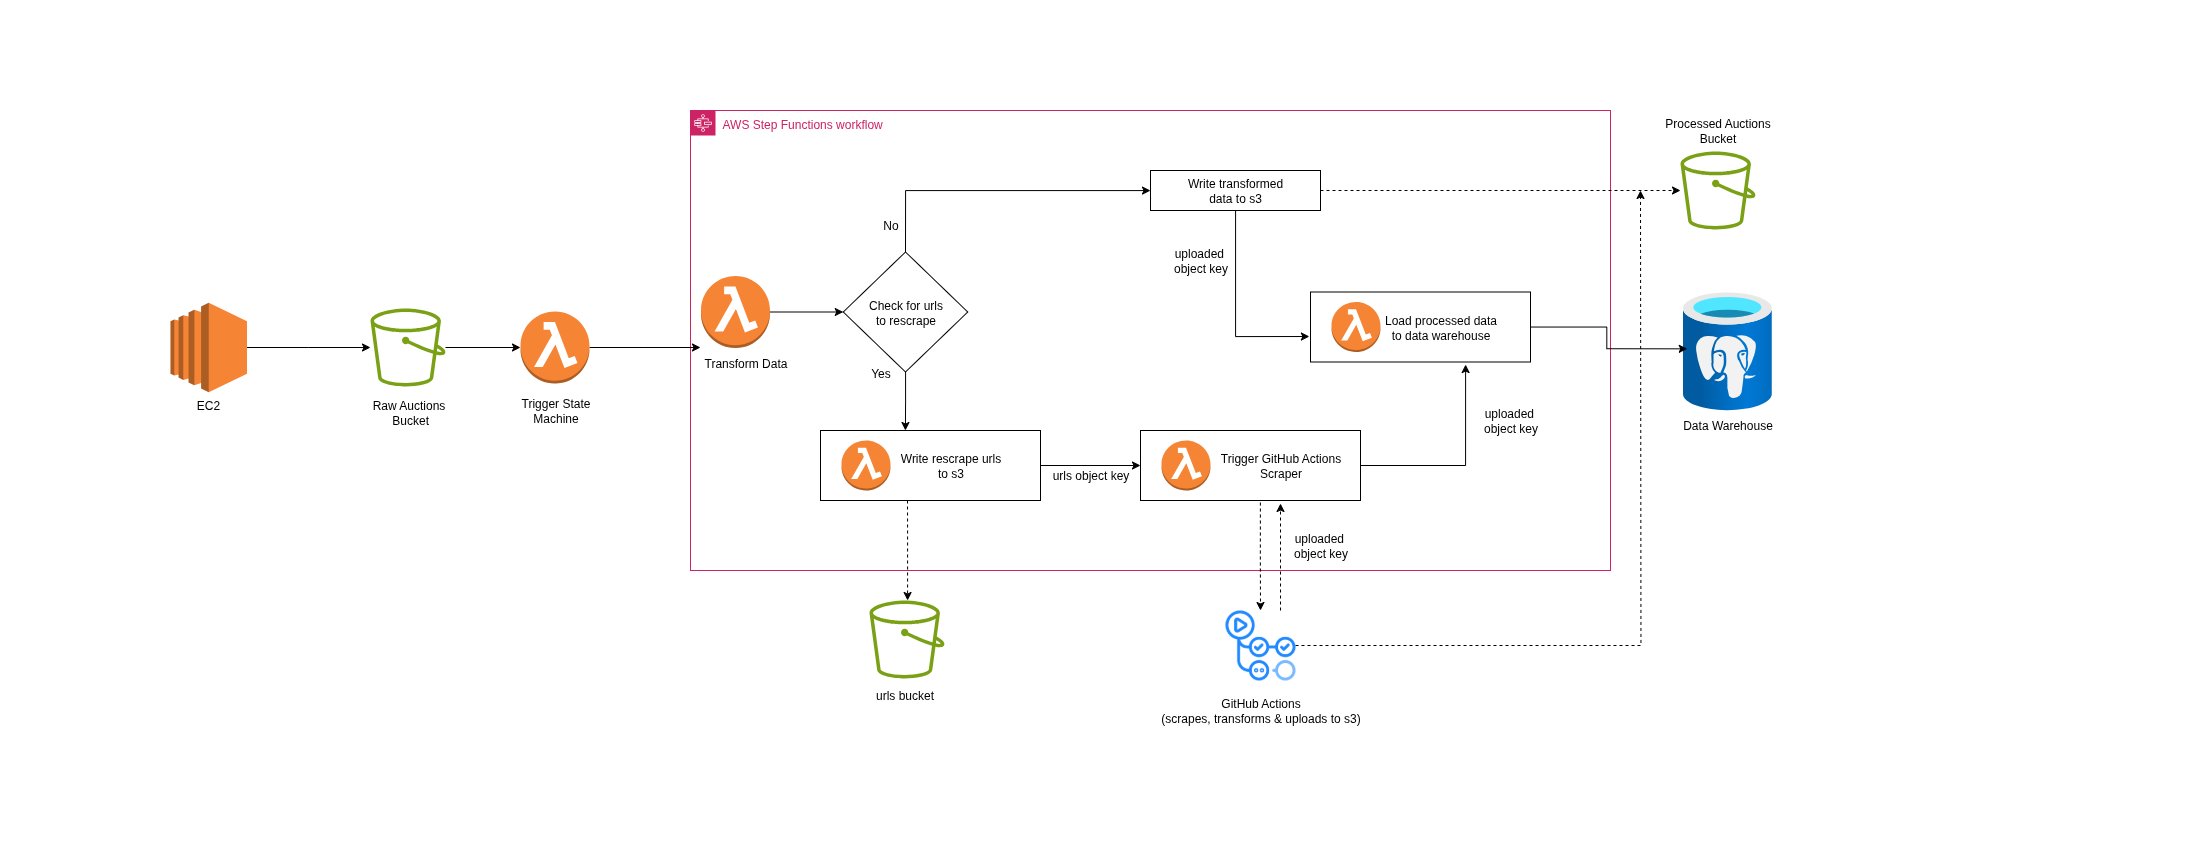 AWS Step Functions workflow
Processed Auctions
Bucket
Write transformed
data to s3
No
uploaded
object key
Check for urls
to rescrape
Load processed data
to data warehouse
Transform Data
Yes
EC2
Raw Auctions
Bucket
Trigger State
Machine
uploaded
object key
Data Warehouse
Write rescrape urls
to s3
urls object key
Trigger GitHub Actions
Scraper
uploaded
object key
urls bucket
GitHub Actions
(scrapes, transforms & uploads to s3)